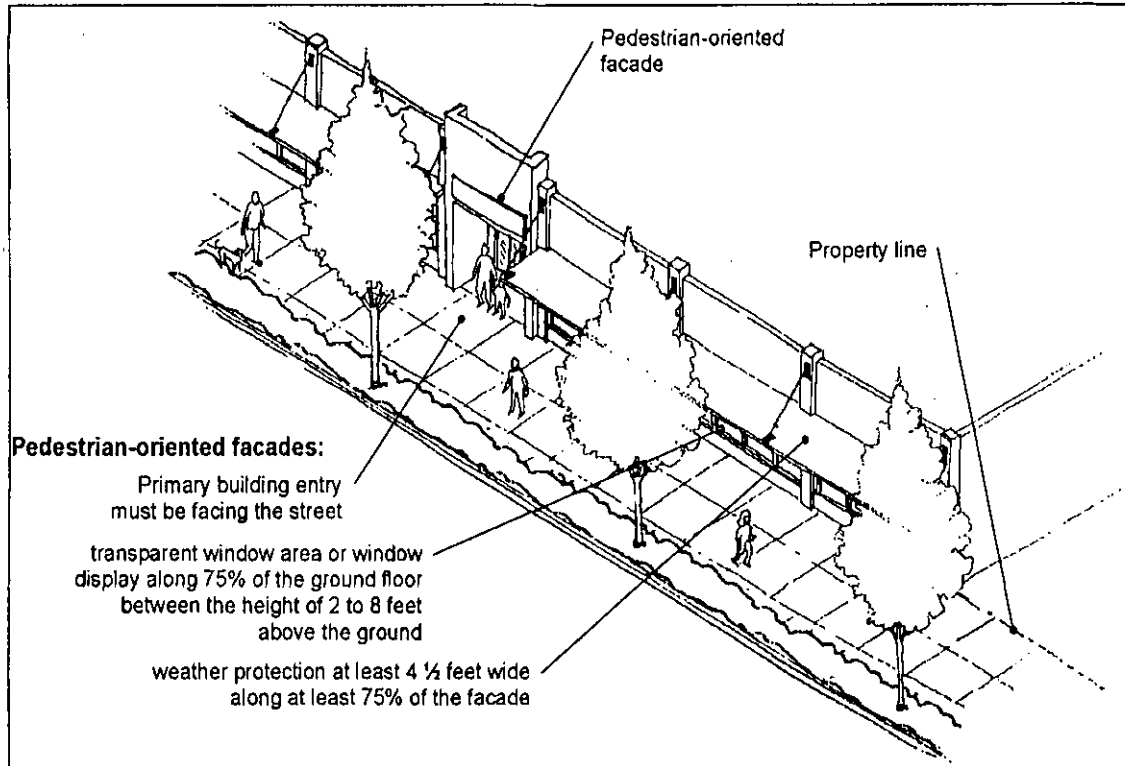 Pedestrian-oriented
facade
Property line
Pedestrian-oriented facades:
Primary building entry
must be facing the street
transparent window area or window
display along 75% of the ground floor
between the height of 2 to 8 feet
above the ground
weather protection at least 4 ½ feet wide
along at least 75% of the facade